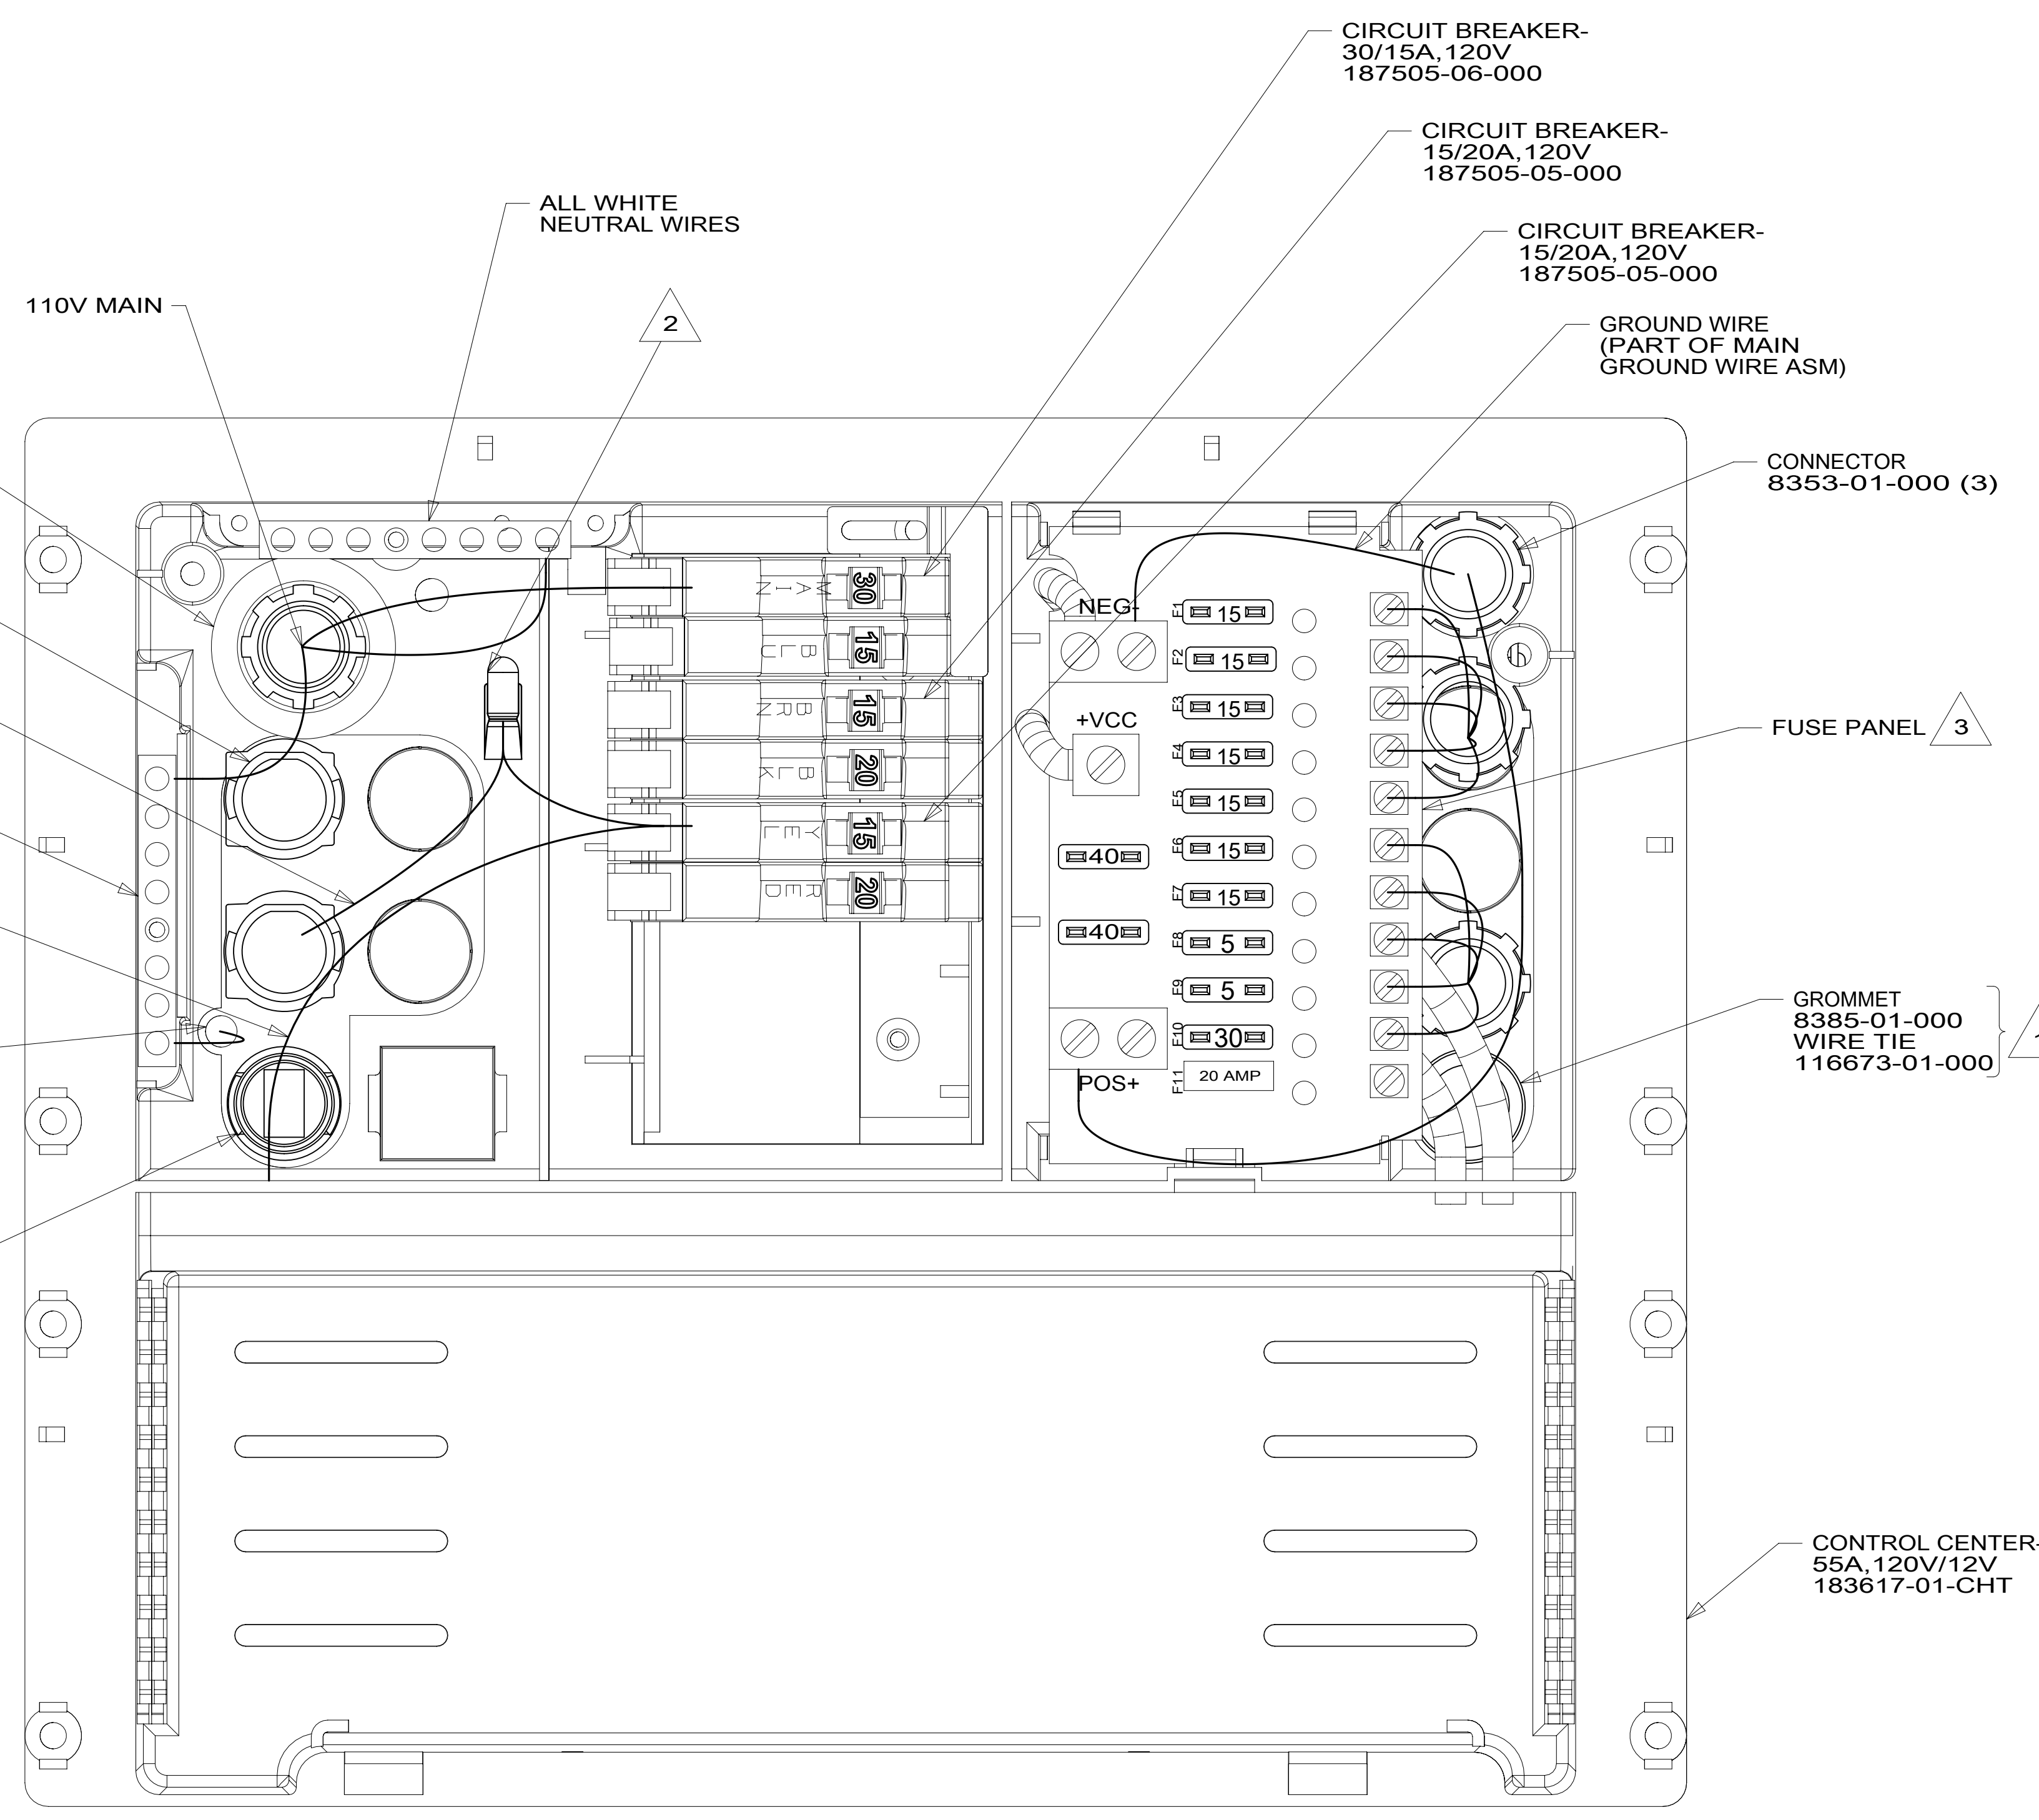 CIRCUIT BREAKER-
30/15A,120V
187505-06-000
CIRCUIT BREAKER-
15/20A,120V
187505-05-000
ALL WHITE
NEUTRAL WIRES
CIRCUIT BREAKER-
15/20A,120V
187505-05-000
110V MAIN
2
GROUND WIRE
(PART OF MAIN
GROUND WIRE ASM)
CONNECTOR
8353-01-000 (3)
MAIN
30
BLU
15
BRN
15
BLK
20
YEL
15
RED
20
NEG-
+VCC
40
40
POS+
F1 15
F2 15
F3 15
F4 15
F5 15
F6 15
F7 15
F8 5
F9 5
F10 30
F11 20 AMP
FUSE PANEL 3
GROMMET
8385-01-000
WIRE TIE
116673-01-000
CONTROL CENTER-
55A,120V/12V
183617-01-CHT